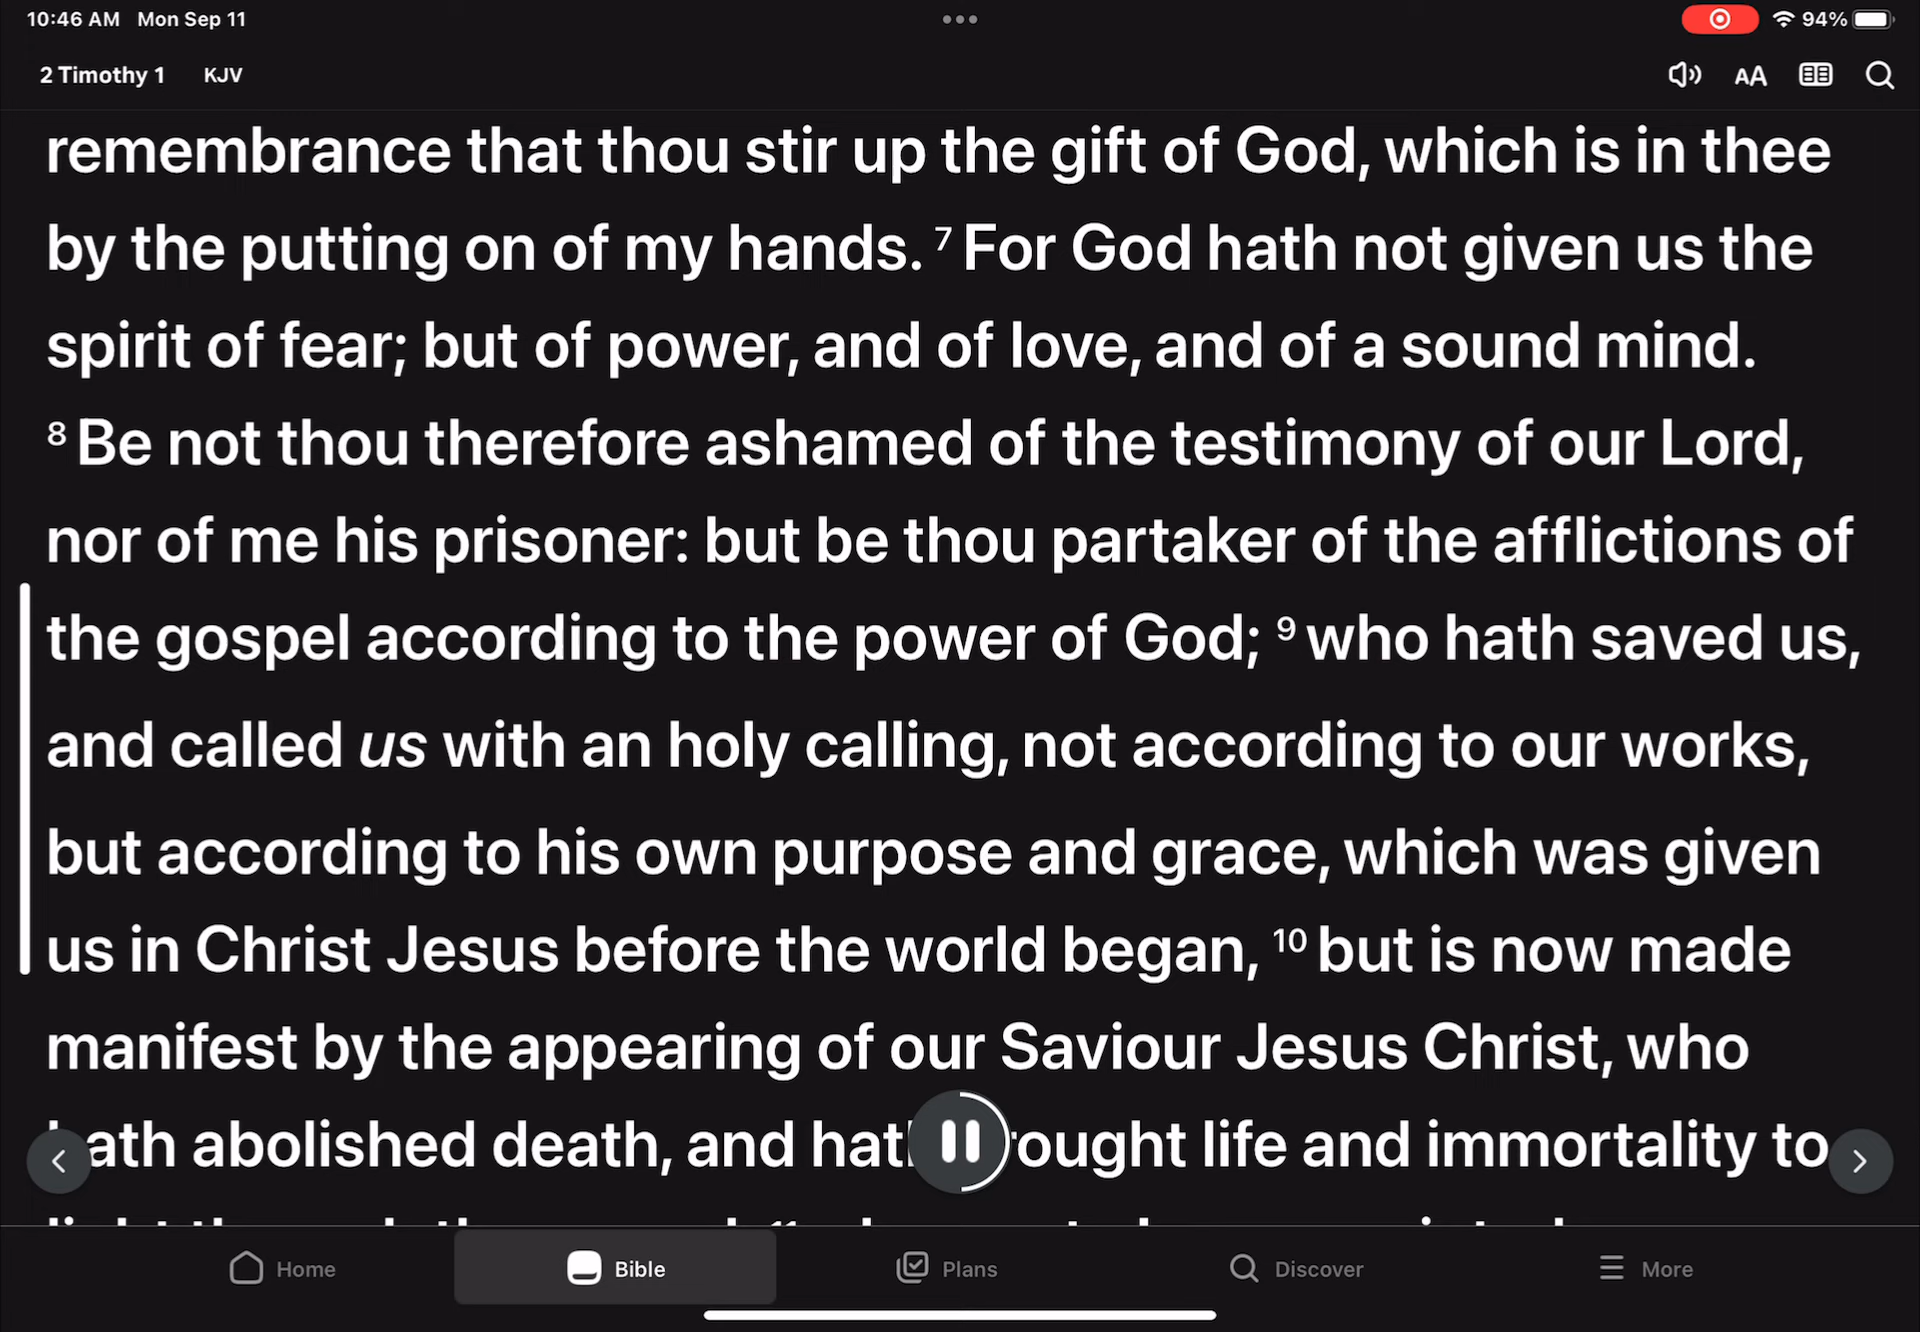 10:46 AM Mon Sep 11
94%
2 Timothy 1 KJV
AA
remembrance that thou stir up the gift of God, which is in thee
by the putting on of my hands. 7 For God hath not given us the
spirit of fear; but of power, and of love, and of a sound mind.
8 Be not thou therefore ashamed of the testimony of our Lord,
nor of me his prisoner: but be thou partaker of the afflictions of
the gospel according to the power of God; 9 who hath saved us,
and called us with an holy calling, not according to our works,
but according to his own purpose and grace, which was given
us in Christ Jesus before the world began, 10 but is now made
manifest by the appearing of our Saviour Jesus Christ, who
abolished death, and life and immortality to
Home Bible Plans Discover More